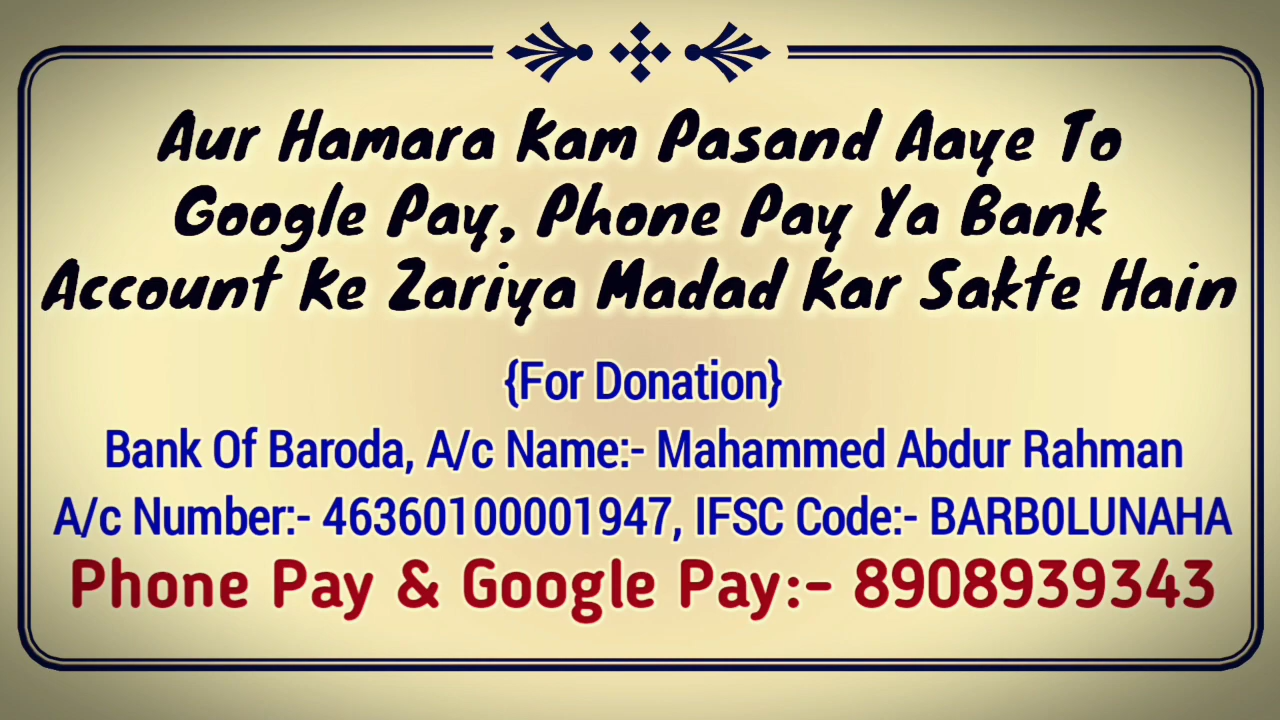 Aur Hamara Kam Pasand Aaye To
Google Pay, Phone Pay Ya Bank
Account Ke Zariya Madad Kar Sakte Hain
{For Donation}
Bank Of Baroda, A/c Name:- Mahammed Abdur Rahman
A/c Number:- 46360100001947, IFSC Code:- BARB0LUNAHA
Phone Pay & Google Pay:- 8908939343